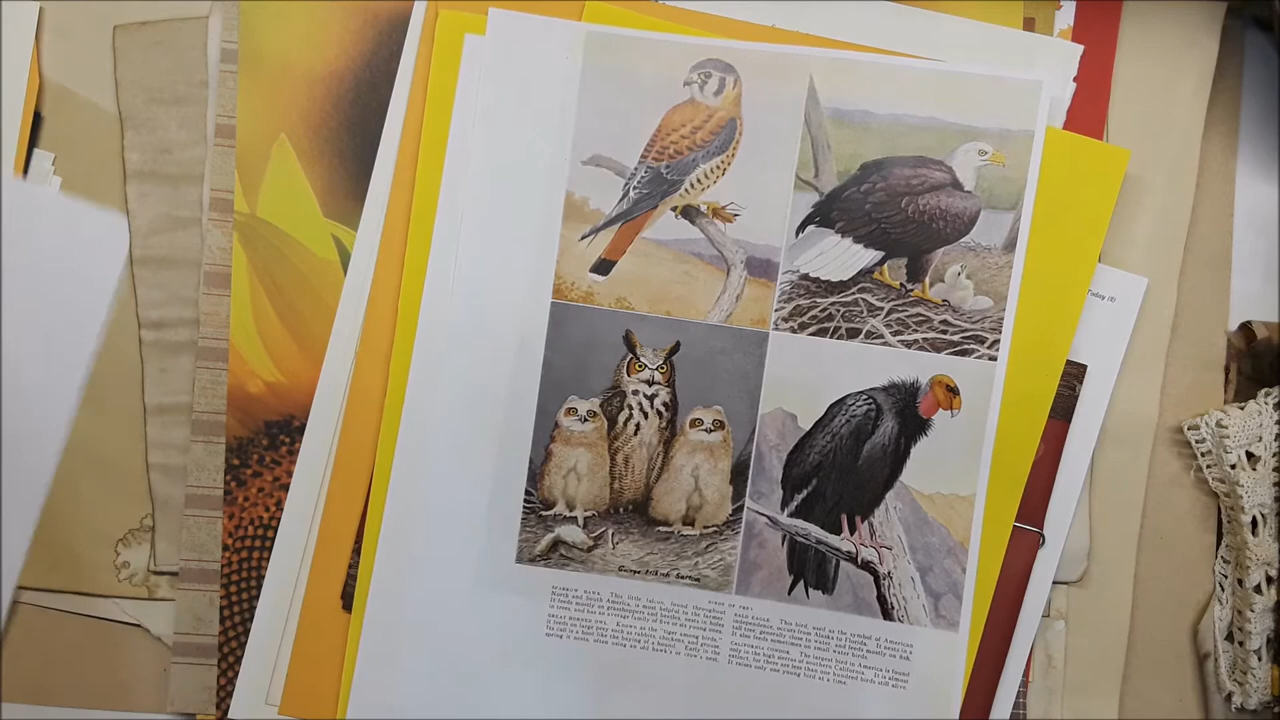 Today (8)
George Miksch Sutton
BIRDS OF PREY
SPARROW HAWK. This little falcon, found throughout
North and South America, is most helpful to the farmer.
It feeds mostly on grasshoppers and beetles, nests in holes
in trees, and has an average family of five or six young ones.
GREAT HORNED OWL. Known as the "tiger among birds,"
it feeds on large prey such as rabbits, chickens, and grouse.
Its call is a hoot like the baying of a hound. Early in the
spring it nests, often using an old hawk's or crow's nest.
BALD EAGLE. This bird, used as the symbol of American
independence, occurs from Alaska to Florida. It nests in a
tall tree, generally close to water, and feeds mostly on fish.
It also feeds sometimes on small water birds.
CALIFORNIA CONDOR. The largest bird in America is found
only in the high sierras of southern California. It is almost
extinct, for there are less than one hundred birds still alive.
It raises only one young bird at a time.